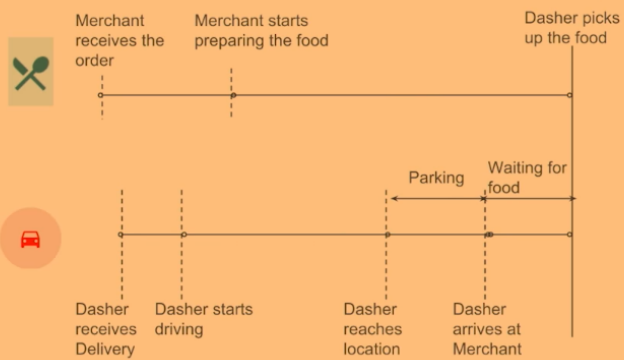 Merchant
receives the
order
Merchant starts
preparing the food
Dasher picks
up the food
Parking
Waiting for
food
Dasher
receives
Delivery
Dasher starts
driving
Dasher
reaches
location
Dasher
arrives at
Merchant